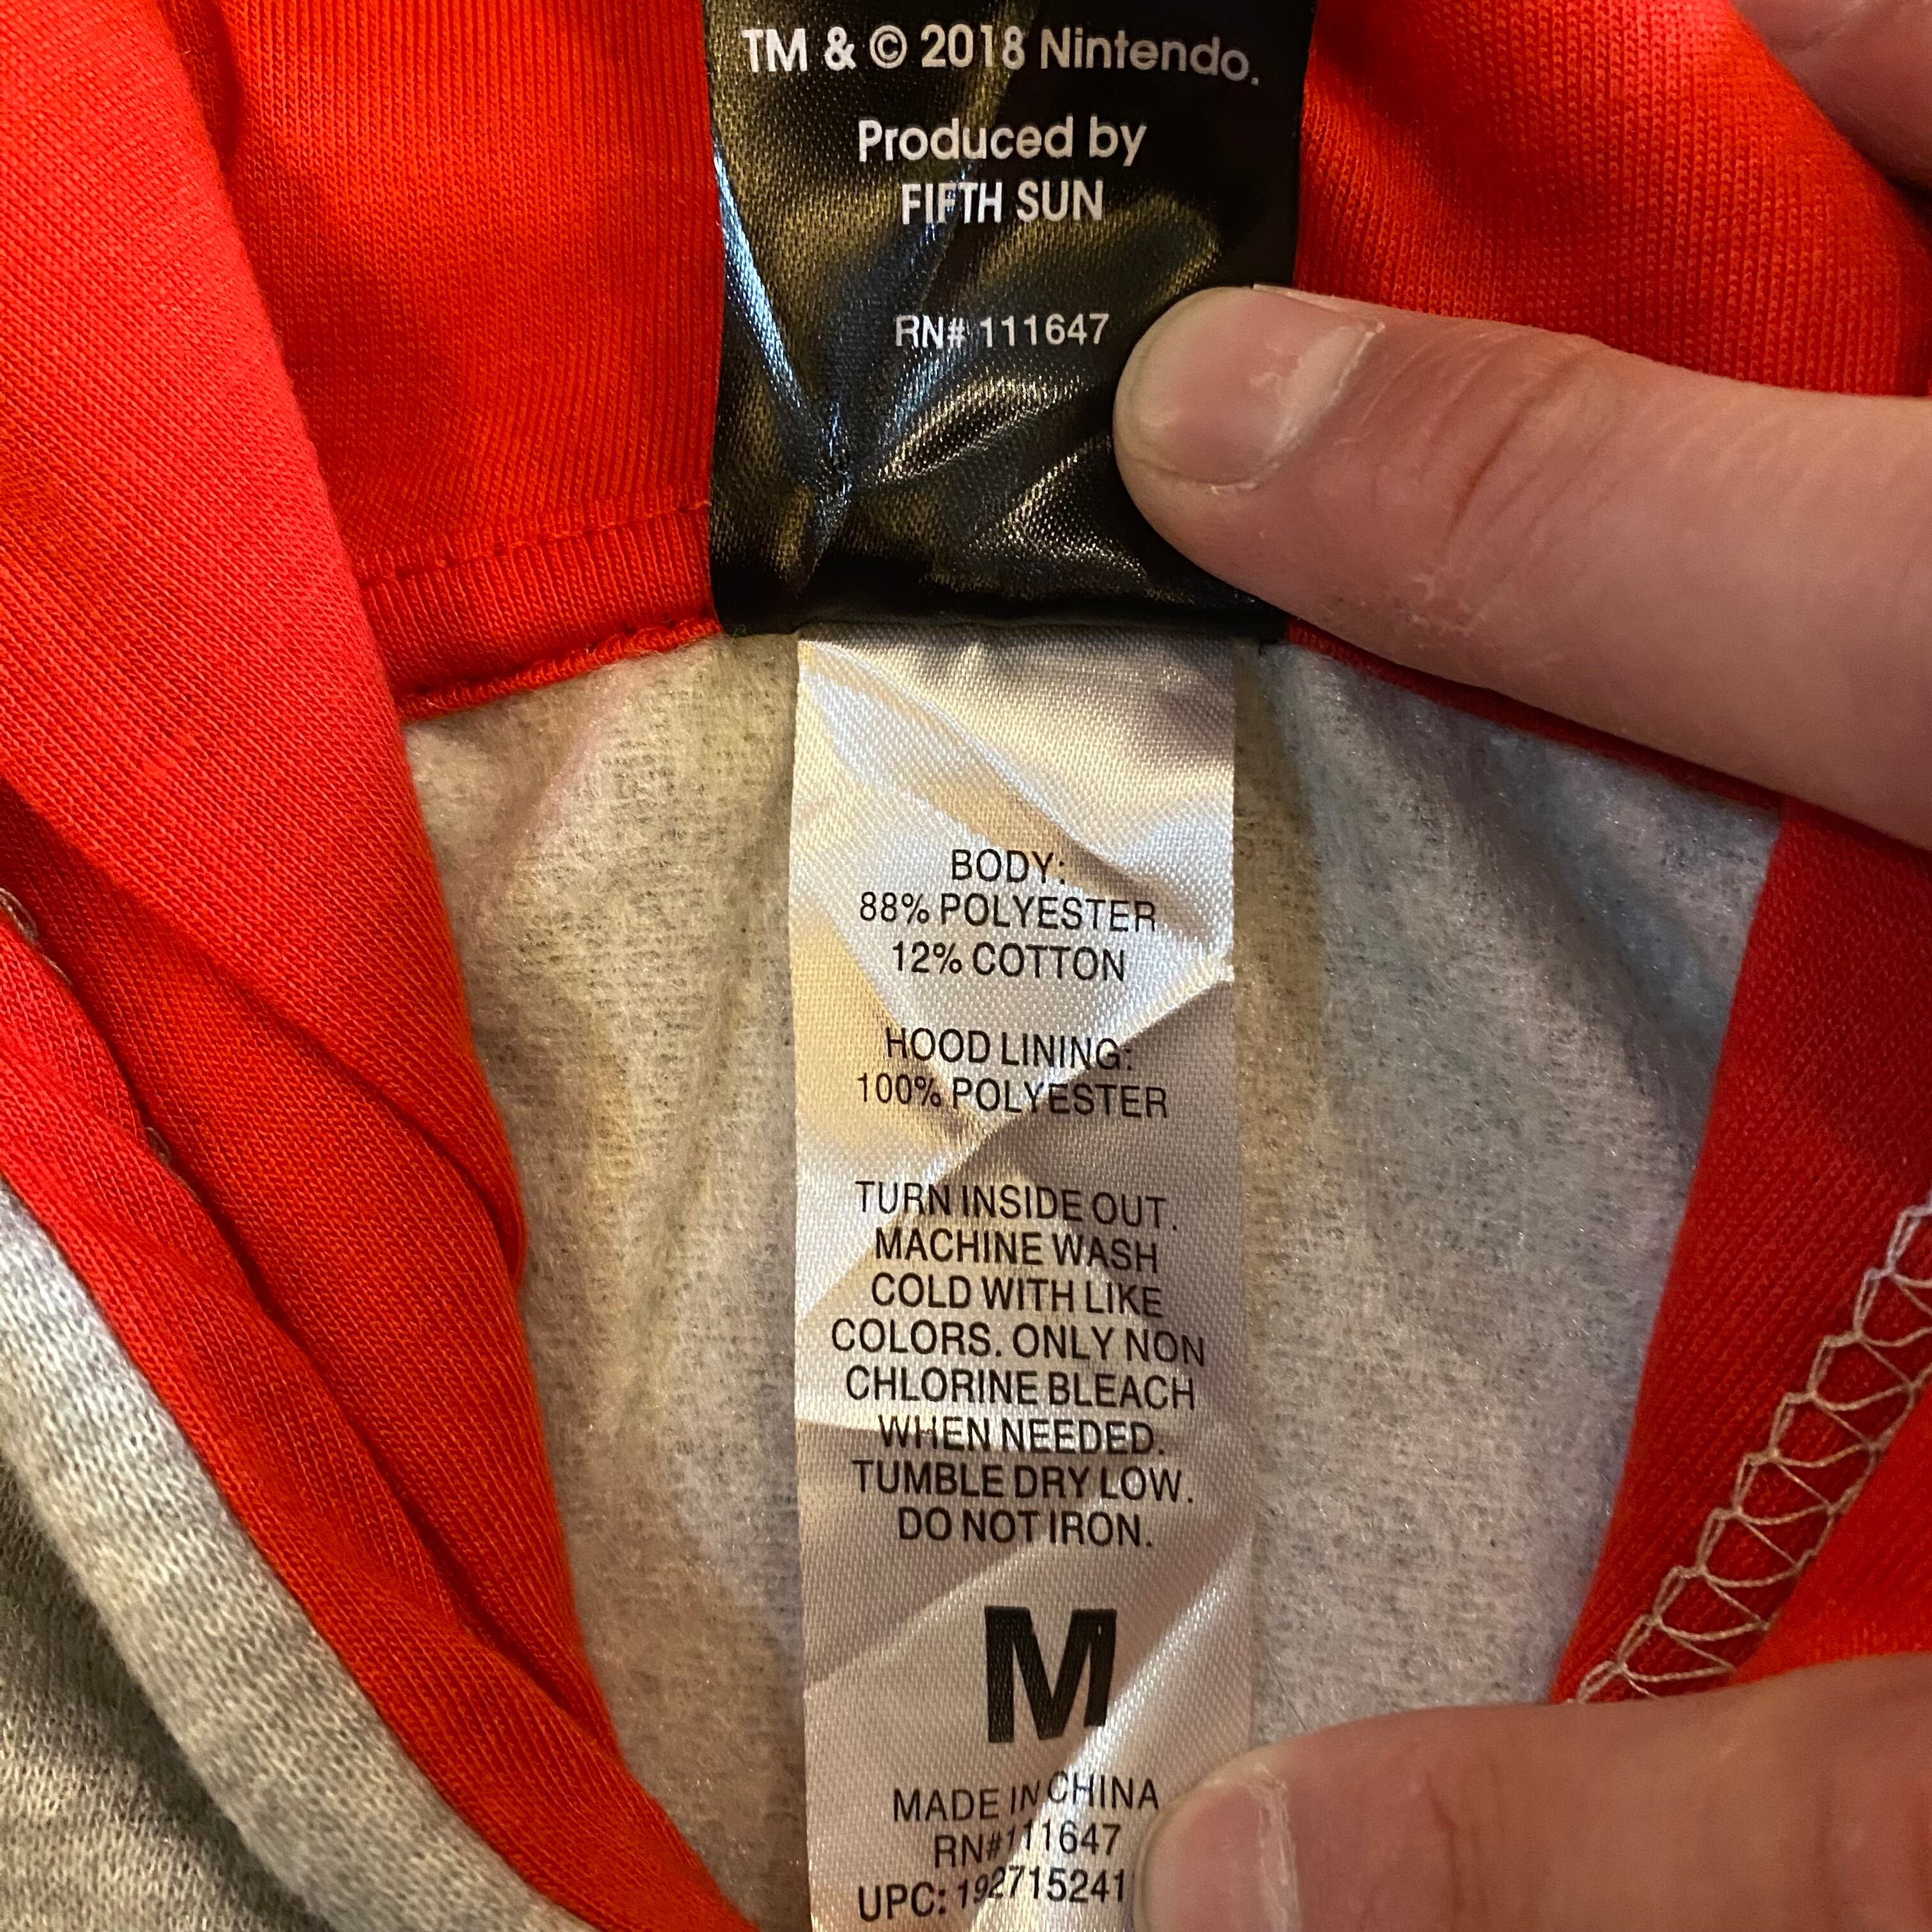 TM & © 2018 Nintendo.
Produced by
FIFTH SUN
RN# 111647
BODY:
88% POLYESTER
12% COTTON
HOOD LINING:
100% POLYESTER
TURN INSIDE OUT.
MACHINE WASH
COLD WITH LIKE
COLORS. ONLY NON
CHLORINE BLEACH
WHEN NEEDED.
TUMBLE DRY LOW.
DO NOT IRON.
M
MADE IN CHINA
RN#111647
UPC: 192715241